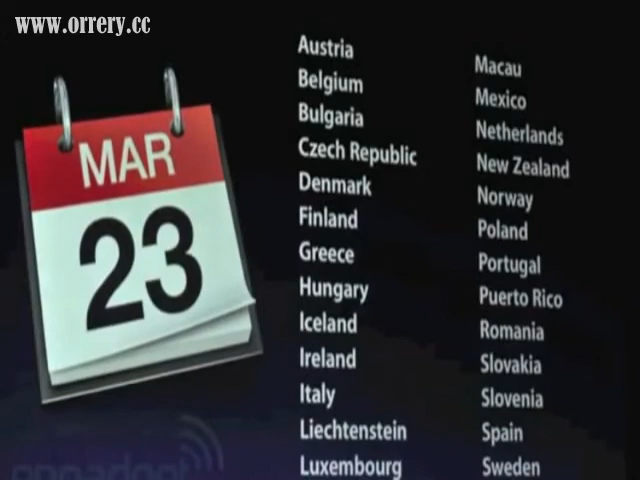 www.orrery.cc
MAR
23
Austria
Belgium
Bulgaria
Czech Republic
Denmark
Finland
Greece
Hungary
Iceland
Ireland
Italy
Liechtenstein
Luxembourg
Macau
Mexico
Netherlands
New Zealand
Norway
Poland
Portugal
Puerto Rico
Romania
Slovakia
Slovenia
Spain
Sweden
engadget